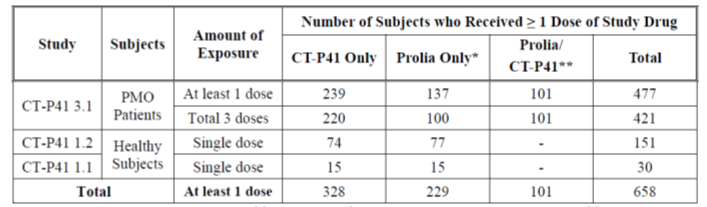 Study Subjects Amount of Exposure Number of Subjects who Received ≥ 1 Dose of Study Drug
CT-P41 Only Prolia Only* Prolia/ CT-P41** Total
CT-P41 3.1 PMO Patients At least 1 dose 239 137 101 477
Total 3 doses 220 100 101 421
CT-P41 1.2 Healthy Subjects Single dose 74 77 - 151
CT-P41 1.1 Single dose 15 15 - 30
Total At least 1 dose 328 229 101 658